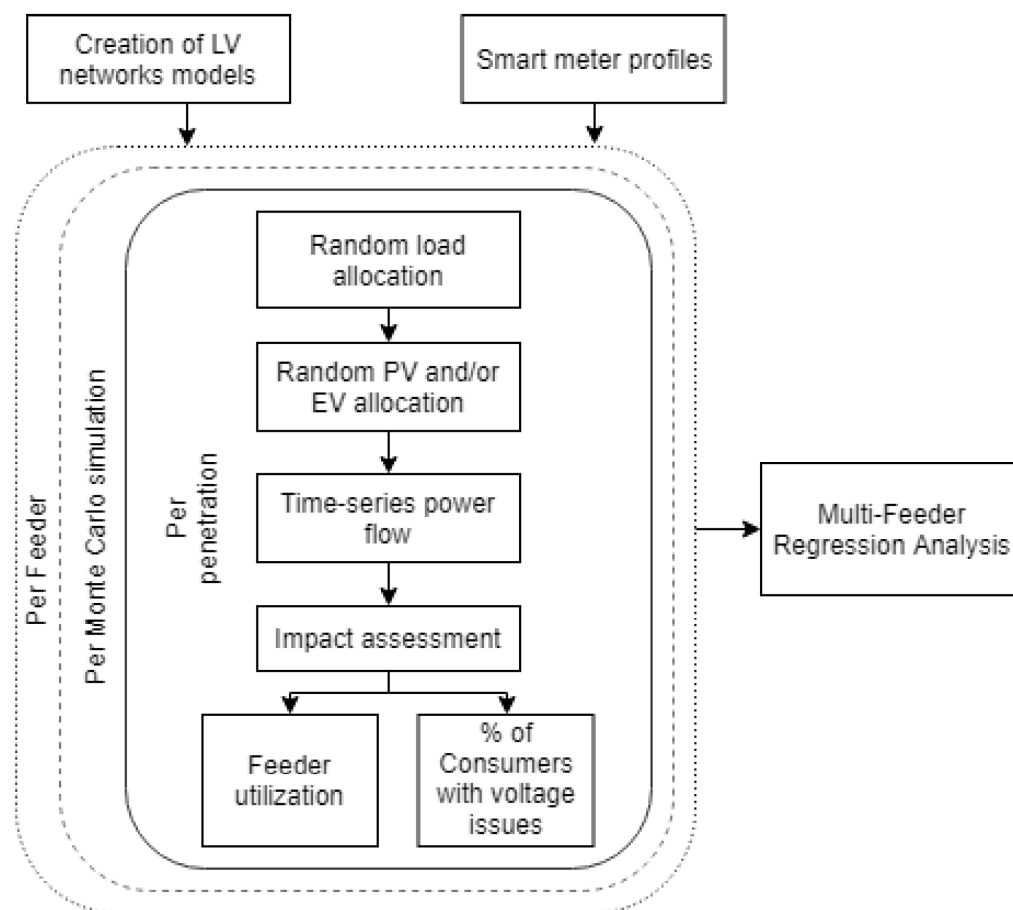 Creation of LV
networks models
Smart meter profiles
Random load
allocation
Random PV and/or
EV allocation
Time-series power
flow
Impact assessment
Feeder
utilization
% of
Consumers
with voltage
issues
Per Feeder
Per Monte Carlo simulation
Per
penetration
Multi-Feeder
Regression Analysis